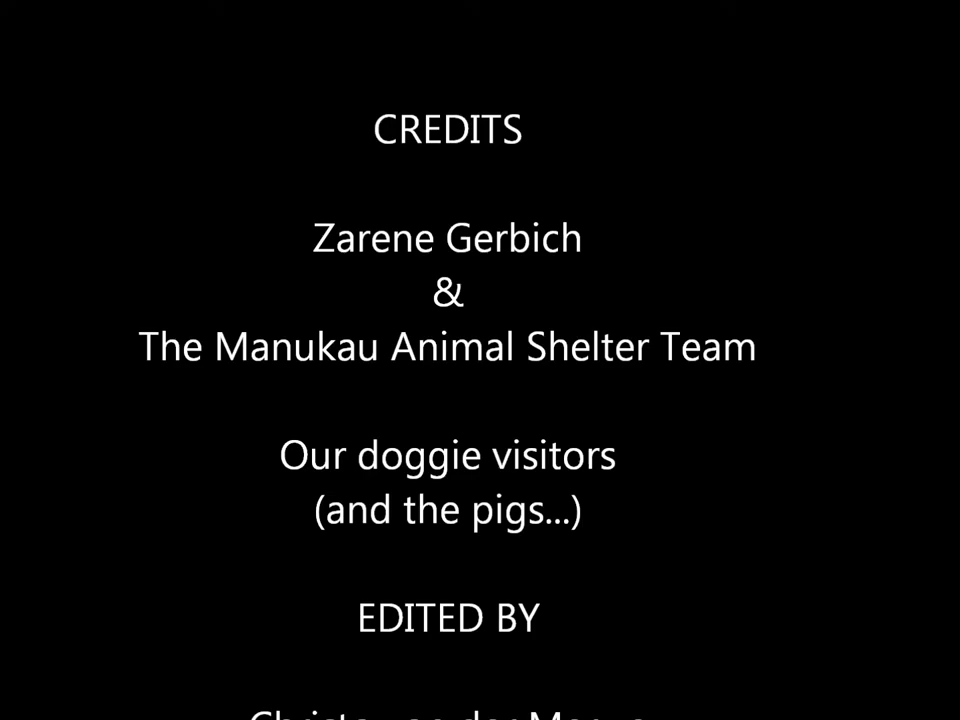 CREDITS
Zarene Gerbich
&
The Manukau Animal Shelter Team
Our doggie visitors
(and the pigs...)
EDITED BY